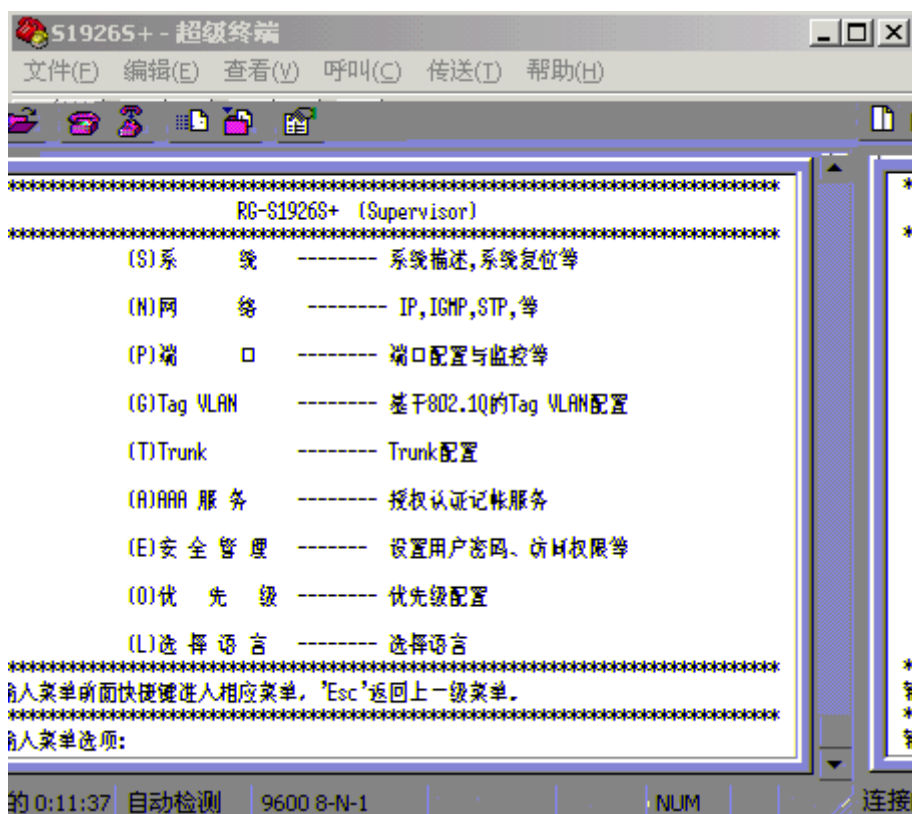 S1926S+ - 超级终端
文件(F) 编辑(E) 查看(V) 呼叫(C) 传送(T) 帮助(H)
********************************************************************************
RG-S1926S+ (Supervisor)
********************************************************************************
(S)系 统 -------- 系统描述,系统复位等
(N)网 络 -------- IP,IGMP,STP,等
(P)端 口 -------- 端口配置与监控等
(G)Tag VLAN -------- 基于802.1Q的Tag VLAN配置
(T)Trunk -------- Trunk配置
(A)AAA 服 务 -------- 授权认证记帐服务
(E)安 全 管 理 ------- 设置用户密码、访问权限等
(O)优 先 级 -------- 优先级配置
(L)选 择 语 言 -------- 选择语言
********************************************************************************
输入菜单前面快捷键进入相应菜单,'Esc'返回上一级菜单.
********************************************************************************
输入菜单选项:
的 0:11:37 自动检测 9600 8-N-1 NUM 连接